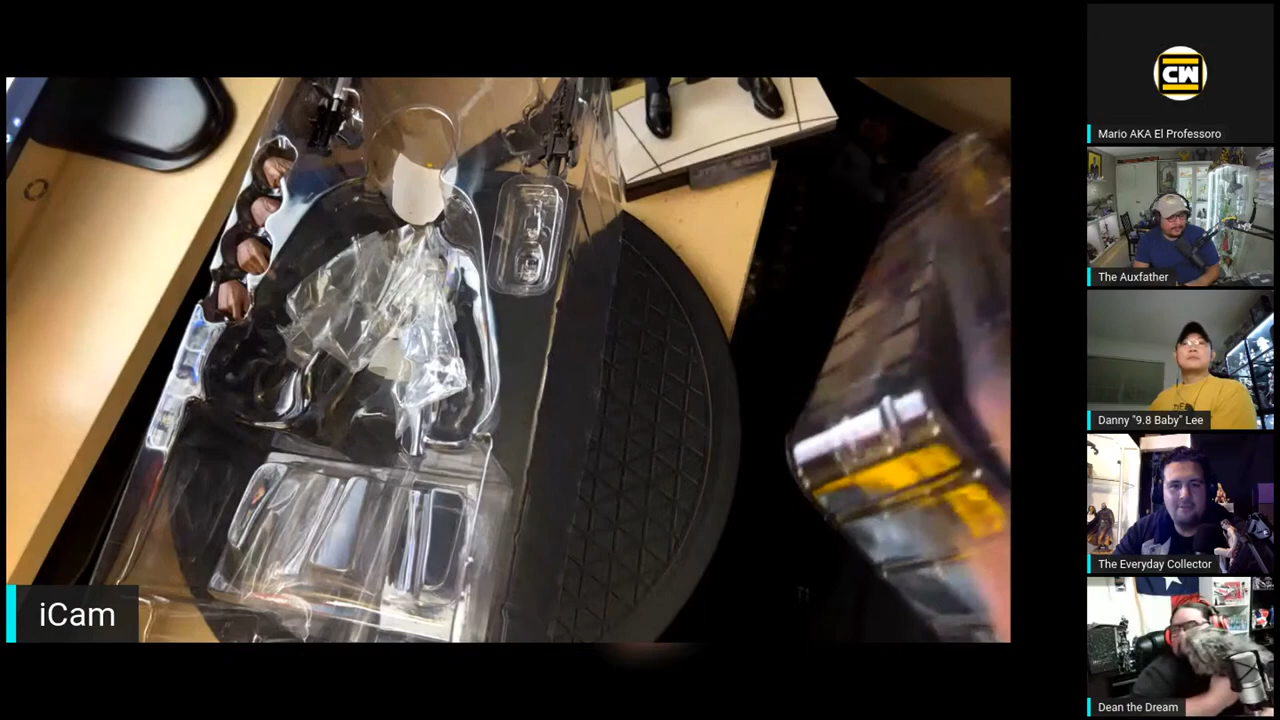 iCam
CW
Mario AKA El Professoro
The Auxfather
Danny "9.8 Baby" Lee
The Everyday Collector
Dean the Dream